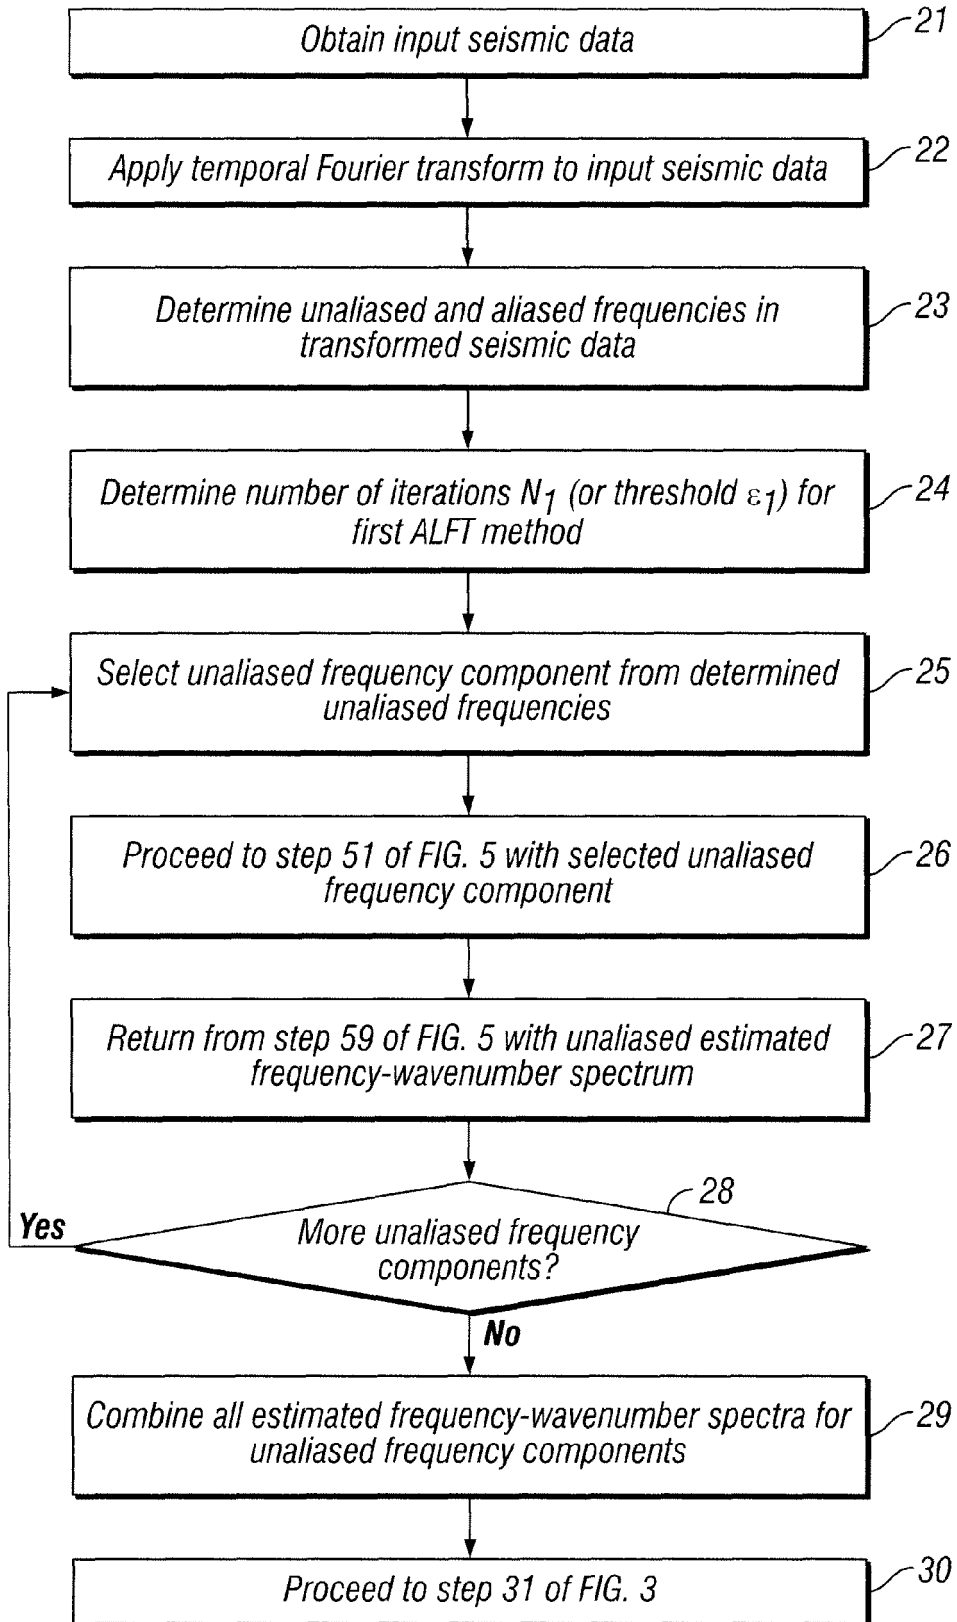 Obtain input seismic data
21
Apply temporal Fourier transform to input seismic data
22
Determine unaliased and aliased frequencies in
transformed seismic data
23
Determine number of iterations N1 (or threshold ε1) for
first ALFT method
24
Select unaliased frequency component from determined
unaliased frequencies
25
Proceed to step 51 of FIG. 5 with selected unaliased
frequency component
26
Return from step 59 of FIG. 5 with unaliased estimated
frequency-wavenumber spectrum
27
28
More unaliased frequency
components?
Yes
No
Combine all estimated frequency-wavenumber spectra for
unaliased frequency components
29
Proceed to step 31 of FIG. 3
30